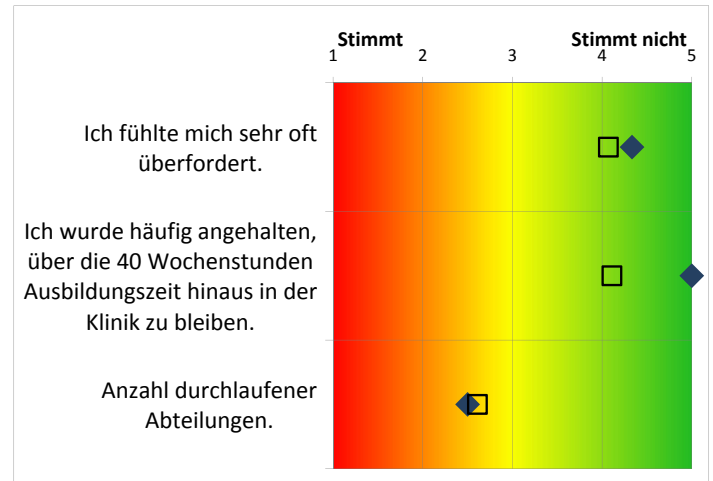 Stimmt Stimmt nicht
1 2 3 4 5
Ich fühlte mich sehr oft
überfordert.
Ich wurde häufig angehalten,
über die 40 Wochenstunden
Ausbildungszeit hinaus in der
Klinik zu bleiben.
Anzahl durchlaufener
Abteilungen.